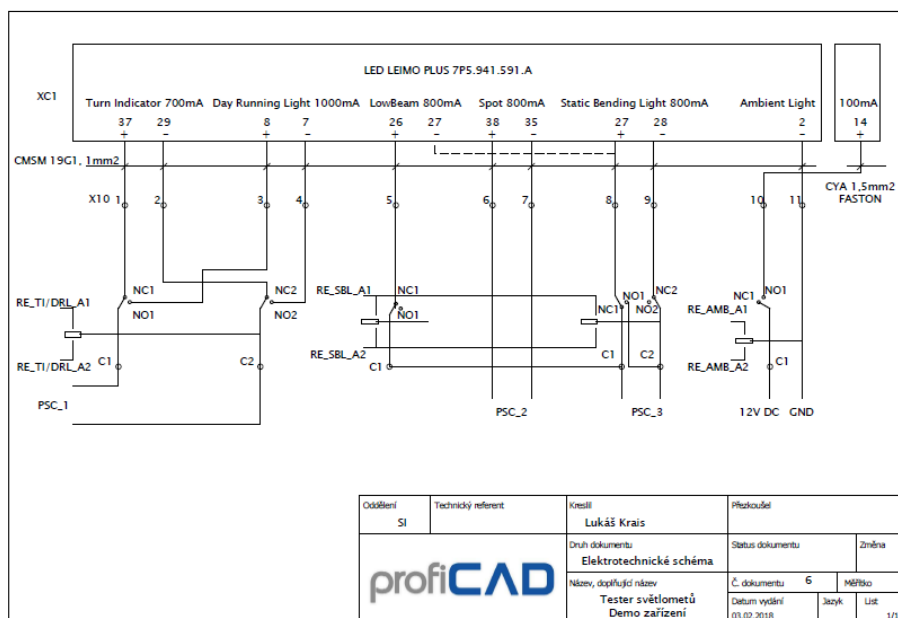 LED LEIMO PLUS 7P5.941.591.A
XC1
Turn Indicator 700mA Day Running Light 1000mA LowBeam 800mA Spot 800mA Static Bending Light 800mA Ambient Light 100mA
37 29 8 7 26 27 38 35 27 28 2 14
+ - + - + - + - + - - +
CMSM 19G1, 1mm2
CYA 1,5mm2
FASTON
X10 1 2 3 4 5 6 7 8 9 10 11
RE_TI/DRL_A1 NC1 NC2 RE_SBL_A1 NC1 NO1 NC2 NC1 NO1
NO1 NO2 NO1 NC1 NO2 RE_AMB_A1
RE_TI/DRL_A2 C1 C2 RE_SBL_A2 C1 C1 C2 RE_AMB_A2 C1
PSC_1 PSC_2 PSC_3 12V DC GND
Oddělení Technický referent Kreslil Přezkoušel
SI Lukáš Krais
Druh dokumentu Status dokumentu Změna
Elektrotechnické schéma
profiCAD
Název, doplňující název Č. dokumentu 6 Měřítko
Tester světlometů
Demo zařízení
Datum vydání Jazyk List
03.02.2018 1/1